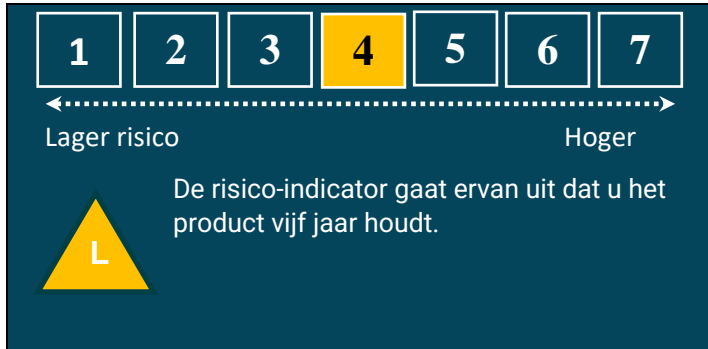 1 2 3 4 5 6 7
Lager risico Hoger
De risico-indicator gaat ervan uit dat u het
product vijf jaar houdt.
L